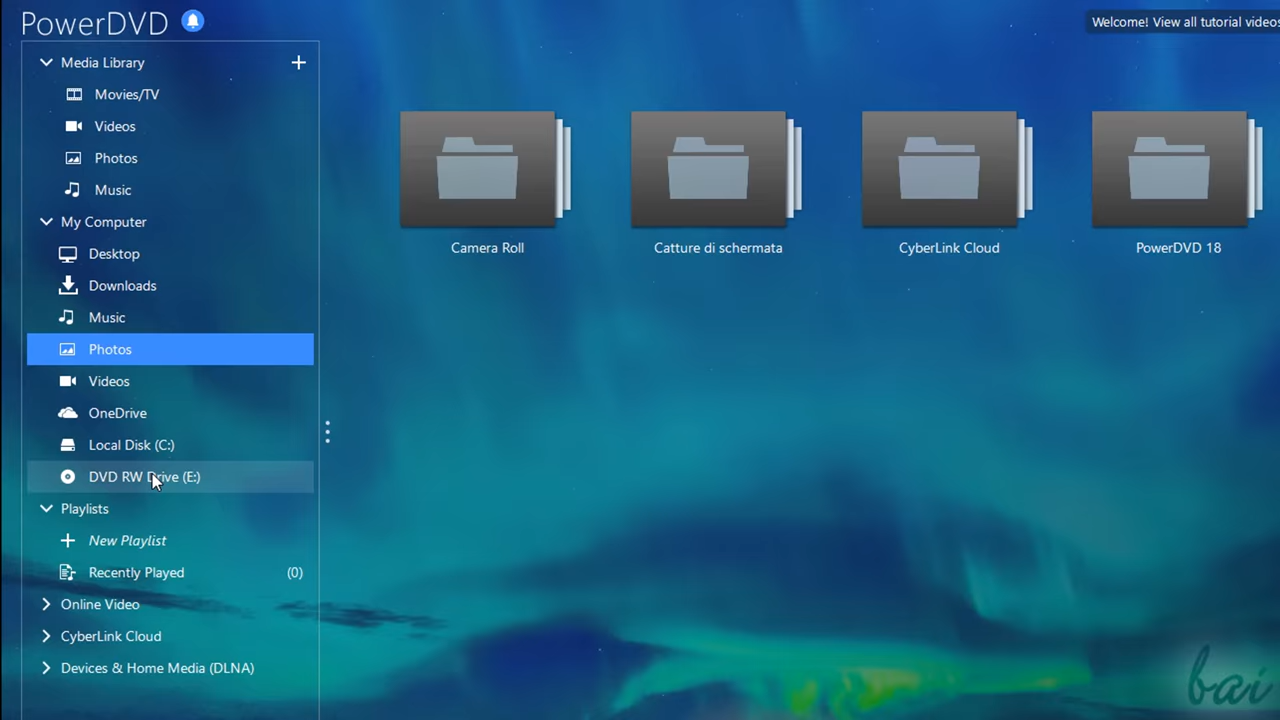 PowerDVD
Welcome! View all tutorial videos
Media Library
Movies/TV
Videos
Photos
Music
My Computer
Desktop
Downloads
Music
Photos
Videos
OneDrive
Local Disk (C:)
DVD RW Drive (E:)
Playlists
New Playlist
Recently Played (0)
Online Video
CyberLink Cloud
Devices & Home Media (DLNA)
Camera Roll
Catture di schermata
CyberLink Cloud
PowerDVD 18
bai